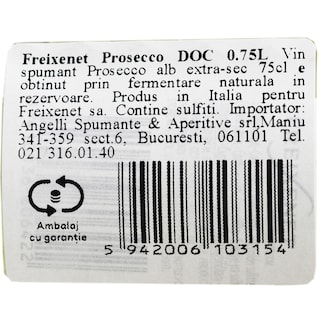 Freixenet Prosecco DOC 0.75L Vin
spumant Prosecco alb extra-sec 75cl e
obtinut prin fermentare naturala in
rezervoare. Produs in Italia pentru
Freixenet sa. Contine sulfiti. Importator:
Angelli Spumante & Aperitive srl,Maniu
341-359 sect.6, Bucuresti, 061101 Tel.
021 316.01.40
Ambalaj
cu garanție
5 942006 103154